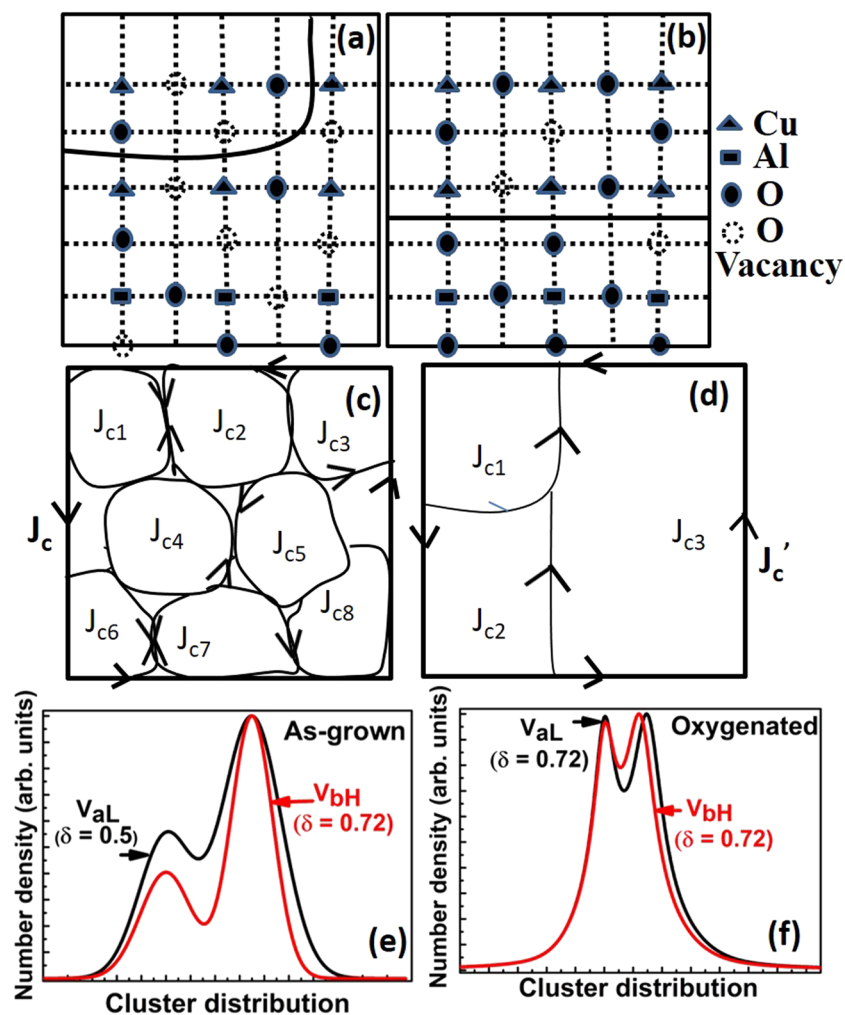 (a)
(b)
Cu
Al
O
O
Vacancy
(c)
Jc1
Jc2
Jc3
Jc4
Jc5
Jc6
Jc7
Jc8
Jc
(d)
Jc1
Jc2
Jc3
Jc′
Number density (arb. units)
As-grown
VaL
(δ = 0.5)
VbH
(δ = 0.72)
(e)
Cluster distribution
Number density (arb. units)
Oxygenated
VaL
(δ = 0.72)
VbH
(δ = 0.72)
(f)
Cluster distribution